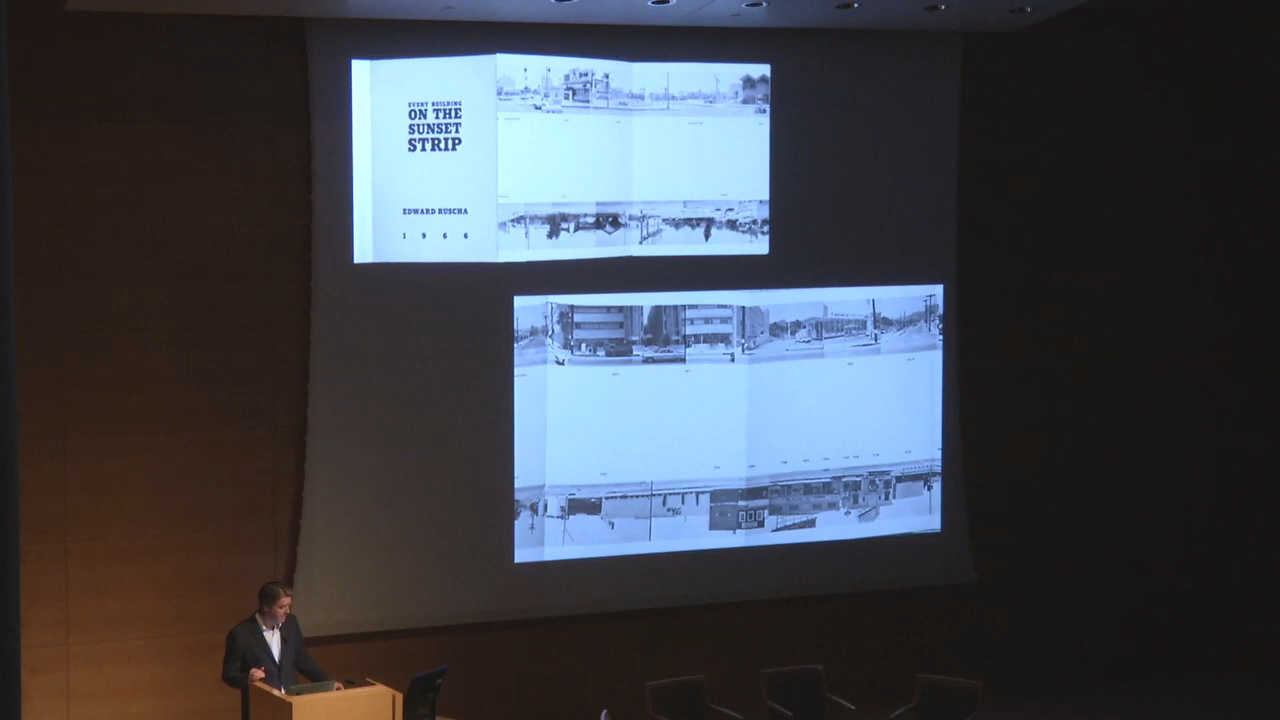 EVERY BUILDING
ON THE
SUNSET
STRIP
EDWARD RUSCHA
1 9 6 6